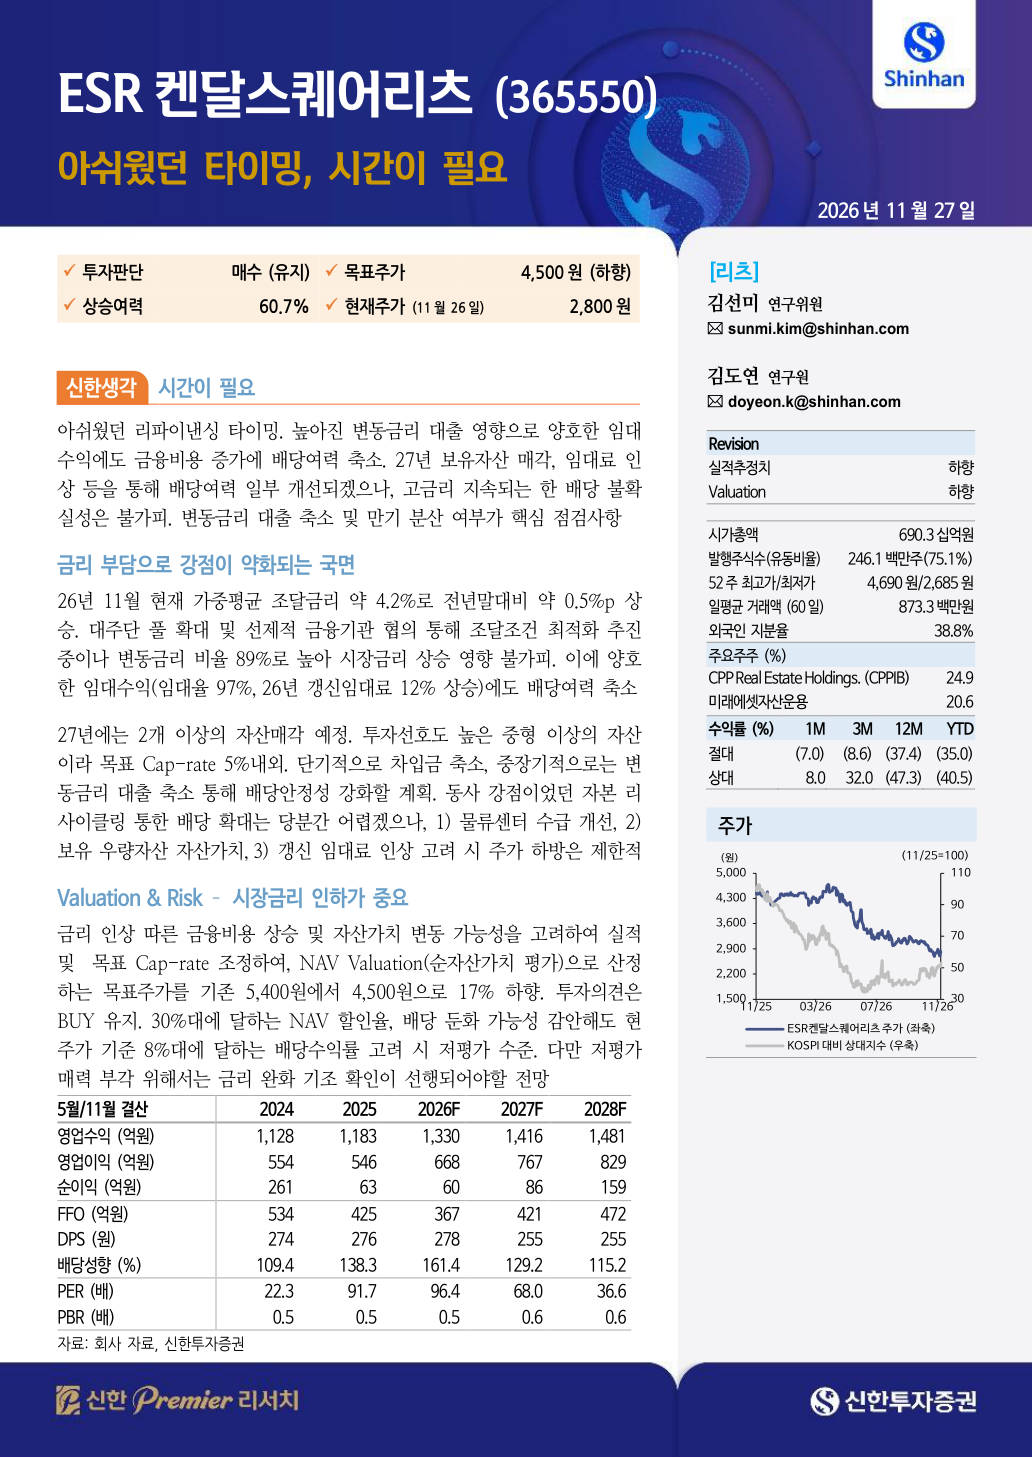 ESR 켄달스퀘어리츠 (365550)
아쉬웠던 타이밍, 시간이 필요
Shinhan
2026년 11월 27일
✓ 투자판단 매수 (유지) ✓ 목표주가 4,500원 (하향)
✓ 상승여력 60.7% ✓ 현재주가 (11월 26일) 2,800원
신한생각 시간이 필요
아쉬웠던 리파이낸싱 타이밍. 높아진 변동금리 대출 영향으로 양호한 임대
수익에도 금융비용 증가에 배당여력 축소. 27년 보유자산 매각, 임대료 인
상 등을 통해 배당여력 일부 개선되겠으나, 고금리 지속되는 한 배당 불확
실성은 불가피. 변동금리 대출 축소 및 만기 분산 여부가 핵심 점검사항
금리 부담으로 강점이 약화되는 국면
26년 11월 현재 가중평균 조달금리 약 4.2%로 전년말대비 약 0.5%p 상
승. 대주단 풀 확대 및 선제적 금융기관 협의 통해 조달조건 최적화 추진
중이나 변동금리 비율 89%로 높아 시장금리 상승 영향 불가피. 이에 양호
한 임대수익(임대율 97%, 26년 갱신임대료 12% 상승)에도 배당여력 축소
27년에는 2개 이상의 자산매각 예정. 투자선호도 높은 중형 이상의 자산
이라 목표 Cap-rate 5%내외. 단기적으로 차입금 축소, 중장기적으로는 변
동금리 대출 축소 통해 배당안정성 강화할 계획. 동사 강점이었던 자본 리
사이클링 통한 배당 확대는 당분간 어렵겠으나, 1) 물류센터 수급 개선, 2)
보유 우량자산 자산가치, 3) 갱신 임대료 인상 고려 시 주가 하방은 제한적
Valuation & Risk - 시장금리 인하가 중요
금리 인상 따른 금융비용 상승 및 자산가치 변동 가능성을 고려하여 실적
및 목표 Cap-rate 조정하여, NAV Valuation(순자산가치 평가)으로 산정
하는 목표주가를 기존 5,400원에서 4,500원으로 17% 하향. 투자의견은
BUY 유지. 30%대에 달하는 NAV 할인율, 배당 둔화 가능성 감안해도 현
주가 기준 8%대에 달하는 배당수익률 고려 시 저평가 수준. 다만 저평가
매력 부각 위해서는 금리 완화 기조 확인이 선행되어야할 전망
5월/11월 결산 2024 2025 2026F 2027F 2028F
영업수익 (억원) 1,128 1,183 1,330 1,416 1,481
영업이익 (억원) 554 546 668 767 829
순이익 (억원) 261 63 60 86 159
FFO (억원) 534 425 367 421 472
DPS (원) 274 276 278 255 255
배당성향 (%) 109.4 138.3 161.4 129.2 115.2
PER (배) 22.3 91.7 96.4 68.0 36.6
PBR (배) 0.5 0.5 0.5 0.6 0.6
자료: 회사 자료, 신한투자증권
[리츠]
김선미 연구위원
sunmi.kim@shinhan.com
김도연 연구원
doyeon.k@shinhan.com
Revision
실적추정치 하향
Valuation 하향
시가총액 690.3 십억원
발행주식수(유동비율) 246.1 백만주(75.1%)
52주 최고가/최저가 4,690 원/2,685 원
일평균 거래액 (60일) 873.3 백만원
외국인 지분율 38.8%
주요주주 (%)
CPP Real Estate Holdings. (CPPIB) 24.9
미래에셋자산운용 20.6
수익률 (%) 1M 3M 12M YTD
절대 (7.0) (8.6) (37.4) (35.0)
상대 8.0 32.0 (47.3) (40.5)
주가
(원) (11/25=100)
5,000 110
4,300 90
3,600 70
2,900 50
2,200 30
1,500
11/25 03/26 07/26 11/26
ESR켄달스퀘어리츠 주가 (좌축)
KOSPI 대비 상대지수 (우축)
신한 Premier 리서치
신한투자증권